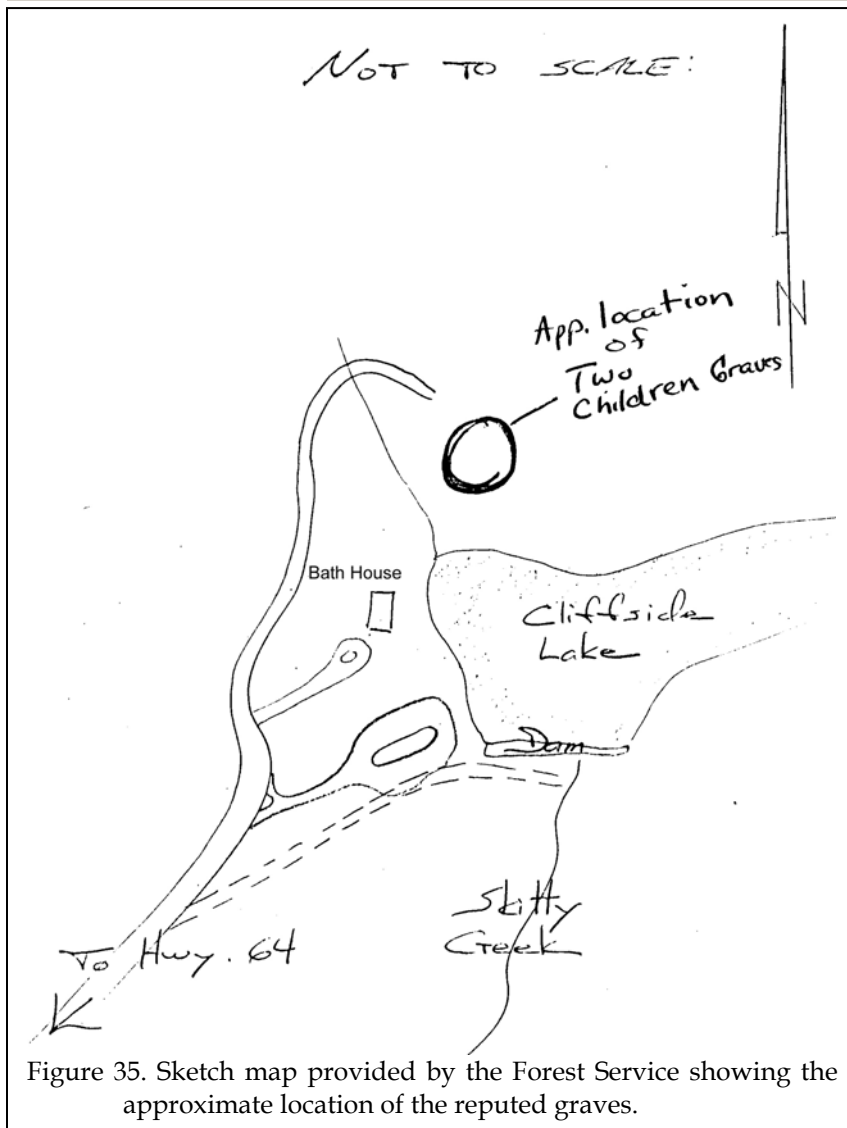 NOT TO SCALE:
N
App. location
of
Two
Children Graves
Bath House
Cliffside
Lake
Dam
Skitty
Creek
To Hwy. 64
Figure 35. Sketch map provided by the Forest Service showing the
approximate location of the reputed graves.